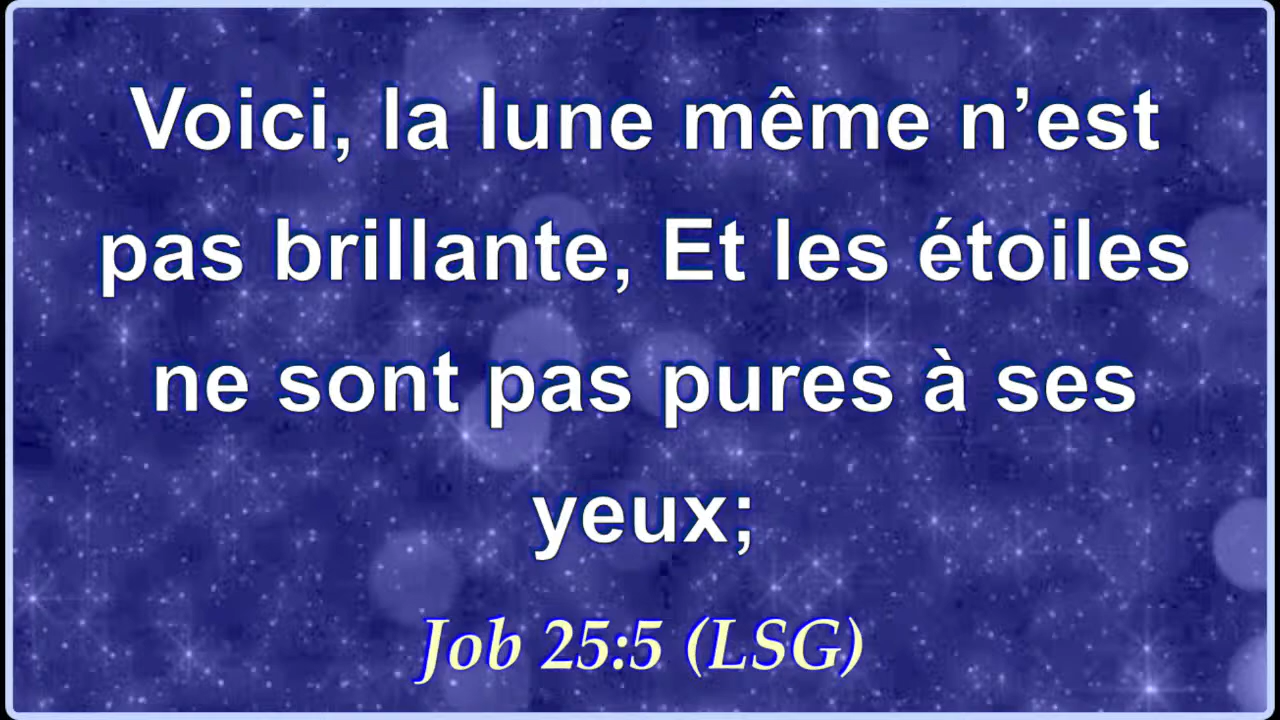 Voici, la lune même n’est
pas brillante, Et les étoiles
ne sont pas pures à ses
yeux;
Job 25:5 (LSG)